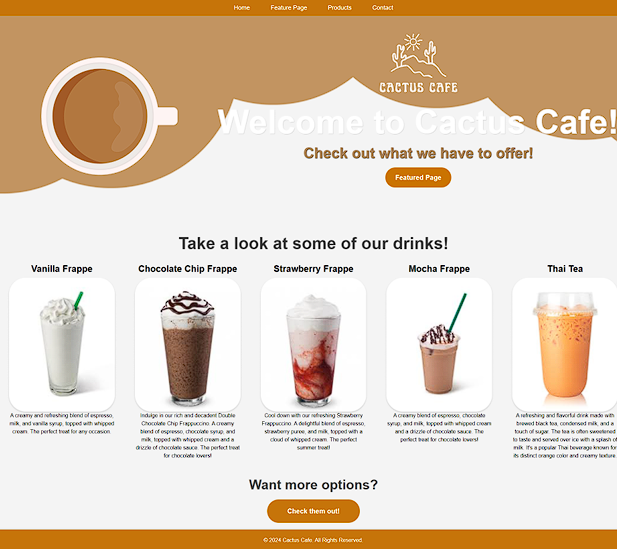 Home Feature Page Products Contact
CACTUS CAFE
Welcome to Cactus Cafe!
Check out what we have to offer!
Featured Page
Take a look at some of our drinks!
Vanilla Frappe
A creamy and refreshing blend of espresso,
milk, and vanilla syrup, topped with whipped
cream. The perfect treat for any occasion.
Chocolate Chip Frappe
Indulge in our rich and decadent Double
Chocolate Chip Frappuccino. A creamy
blend of espresso, chocolate syrup, and
milk, topped with whipped cream and a
drizzle of chocolate sauce. The perfect treat
for chocolate lovers!
Strawberry Frappe
Cool down with our refreshing Strawberry
Frappuccino. A delightful blend of espresso,
strawberry puree, and milk, topped with a
cloud of whipped cream. The perfect
summer treat!
Mocha Frappe
A creamy blend of espresso, chocolate
syrup, and milk, topped with whipped cream
and a drizzle of chocolate sauce. The
perfect treat for chocolate lovers!
Thai Tea
A refreshing and flavorful drink made with
brewed black tea, condensed milk, and a
touch of sugar. The tea is often sweetened
to taste and served over ice with a splash of
milk. It's a popular Thai beverage known for
its distinct orange color and creamy texture
Want more options?
Check them out!
© 2024 Cactus Cafe, All Rights Reserved